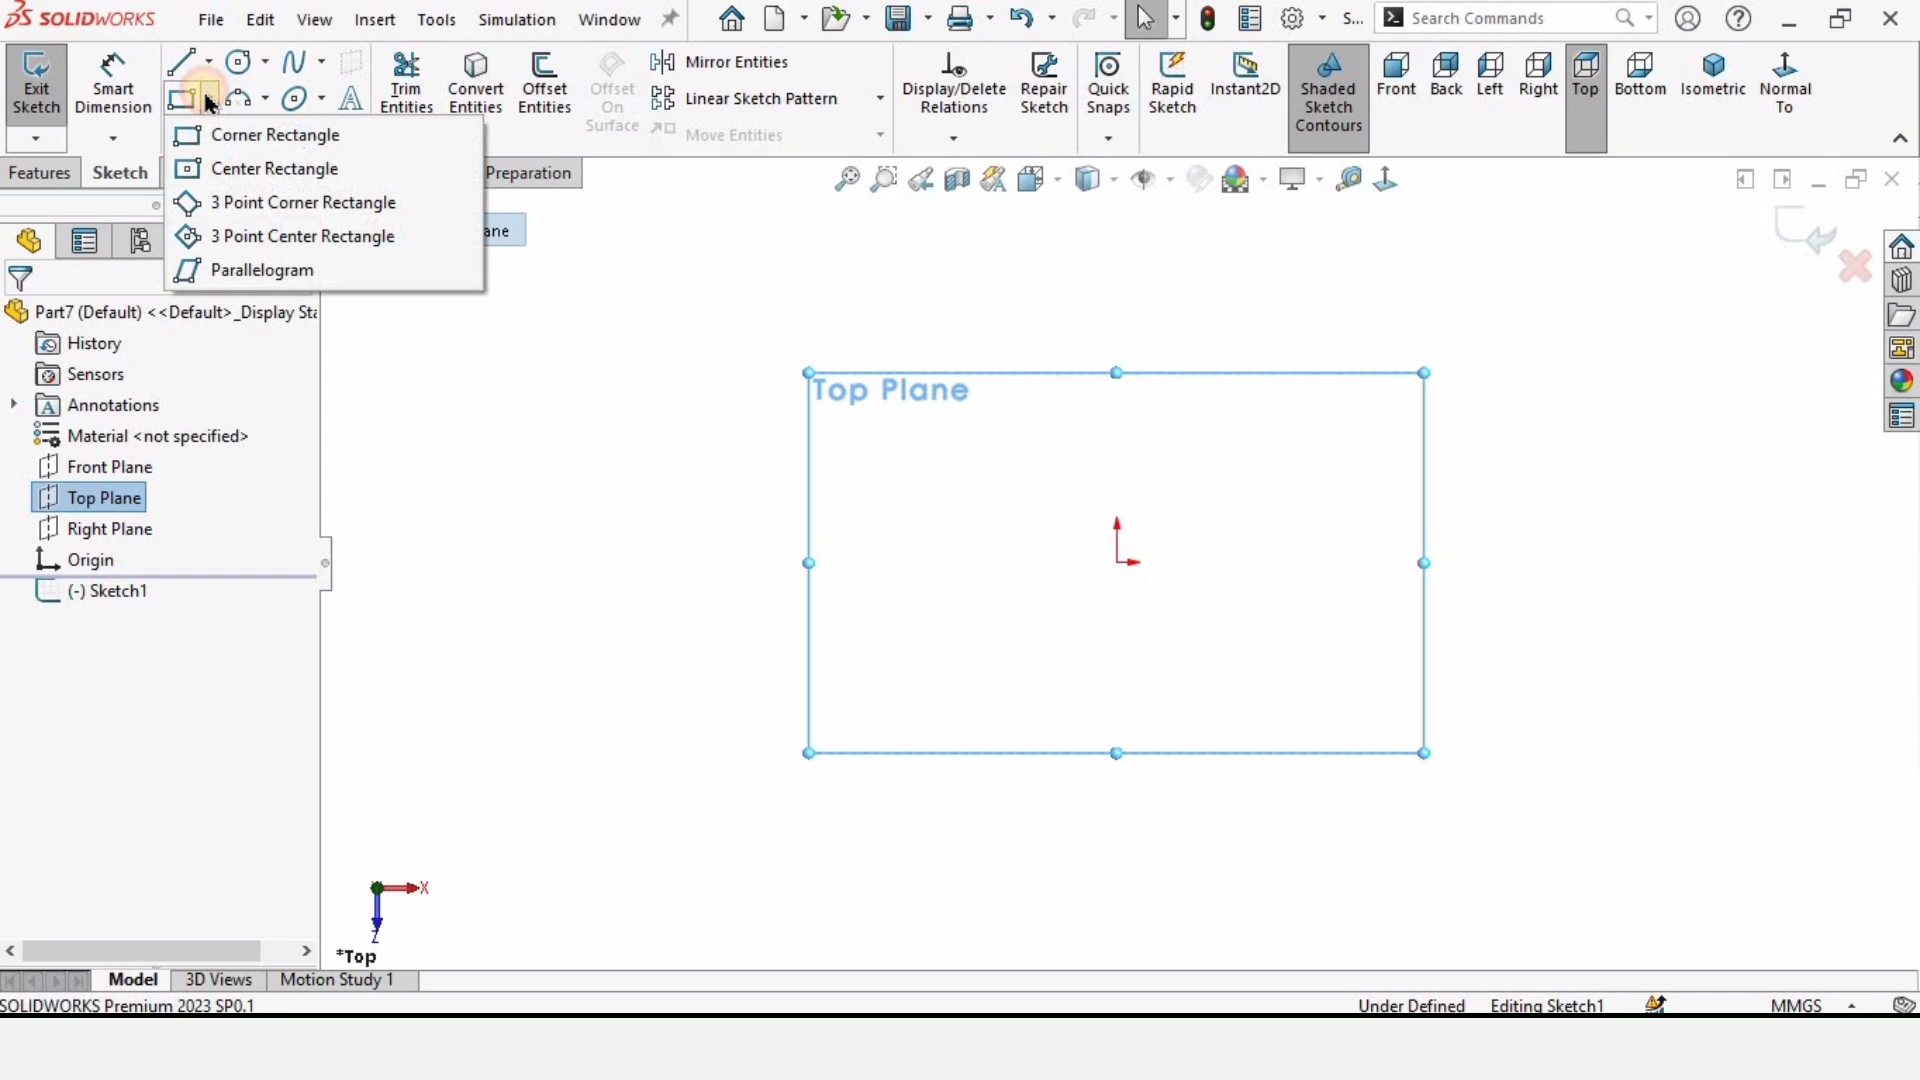 SOLIDWORKS File Edit View Insert Tools Simulation Window S... Search Commands
Exit Sketch
Smart Dimension
Trim Entities
Convert Entities
Offset Entities
Offset On Surface
Mirror Entities
Linear Sketch Pattern
Move Entities
Display/Delete Relations
Repair Sketch
Quick Snaps
Rapid Sketch
Instant2D
Shaded Sketch Contours
Front Back Left Right Top Bottom Isometric Normal To
Corner Rectangle
Center Rectangle
3 Point Corner Rectangle
3 Point Center Rectangle
Parallelogram
Features Sketch Preparation
ane
Part7 (Default) <<Default>_Display Sta
History
Sensors
Annotations
Material <not specified>
Front Plane
Top Plane
Right Plane
Origin
(-) Sketch1
Top Plane
X
Z
*Top
Model 3D Views Motion Study 1
SOLIDWORKS Premium 2023 SP0.1 Under Defined Editing Sketch1 MMGS